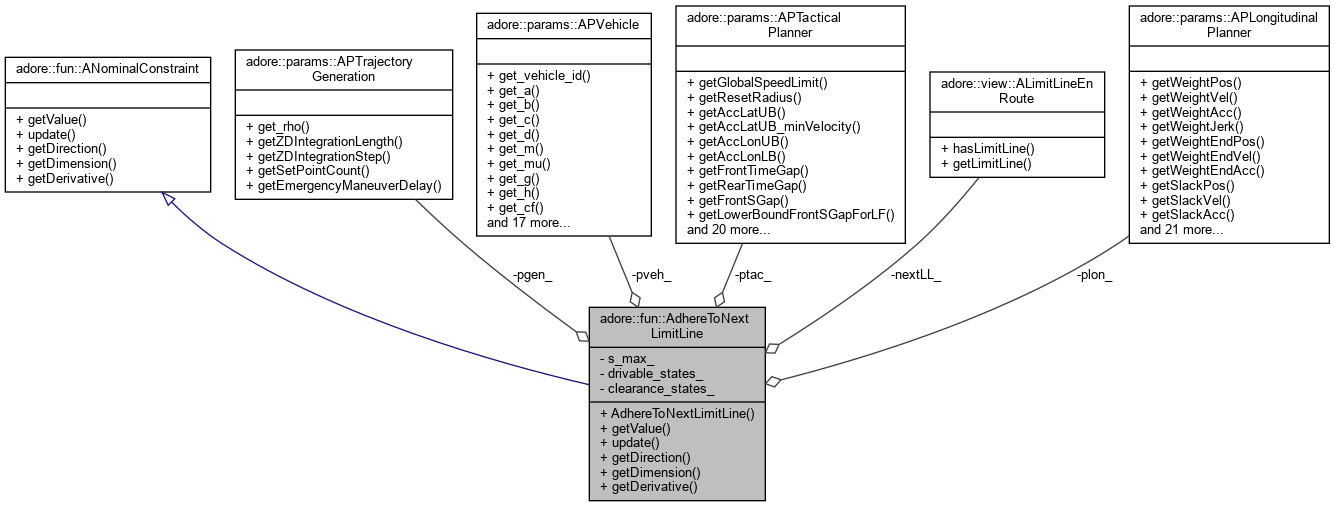 adore::fun::ANominalConstraint
+ getValue()
+ update()
+ getDirection()
+ getDimension()
+ getDerivative()
adore::params::APTrajectory
Generation
+ get_rho()
+ getZDIntegrationLength()
+ getZDIntegrationStep()
+ getSetPointCount()
+ getEmergencyManeuverDelay()
adore::params::APVehicle
+ get_vehicle_id()
+ get_a()
+ get_b()
+ get_c()
+ get_d()
+ get_m()
+ get_mu()
+ get_g()
+ get_h()
+ get_cf()
and 17 more...
adore::params::APTactical
Planner
+ getGlobalSpeedLimit()
+ getResetRadius()
+ getAccLatUB()
+ getAccLatUB_minVelocity()
+ getAccLonUB()
+ getAccLonLB()
+ getFrontTimeGap()
+ getRearTimeGap()
+ getFrontSGap()
+ getLowerBoundFrontSGapForLF()
and 20 more...
adore::view::ALimitLineEn
Route
+ hasLimitLine()
+ getLimitLine()
adore::params::APLongitudinal
Planner
+ getWeightPos()
+ getWeightVel()
+ getWeightAcc()
+ getWeightJerk()
+ getWeightEndPos()
+ getWeightEndVel()
+ getWeightEndAcc()
+ getSlackPos()
+ getSlackVel()
+ getSlackAcc()
and 21 more...
-pgen_
-pveh_
-ptac_
-nextLL_
-plon_
adore::fun::AdhereToNext
LimitLine
- s_max_
- drivable_states_
- clearance_states_
+ AdhereToNextLimitLine()
+ getValue()
+ update()
+ getDirection()
+ getDimension()
+ getDerivative()